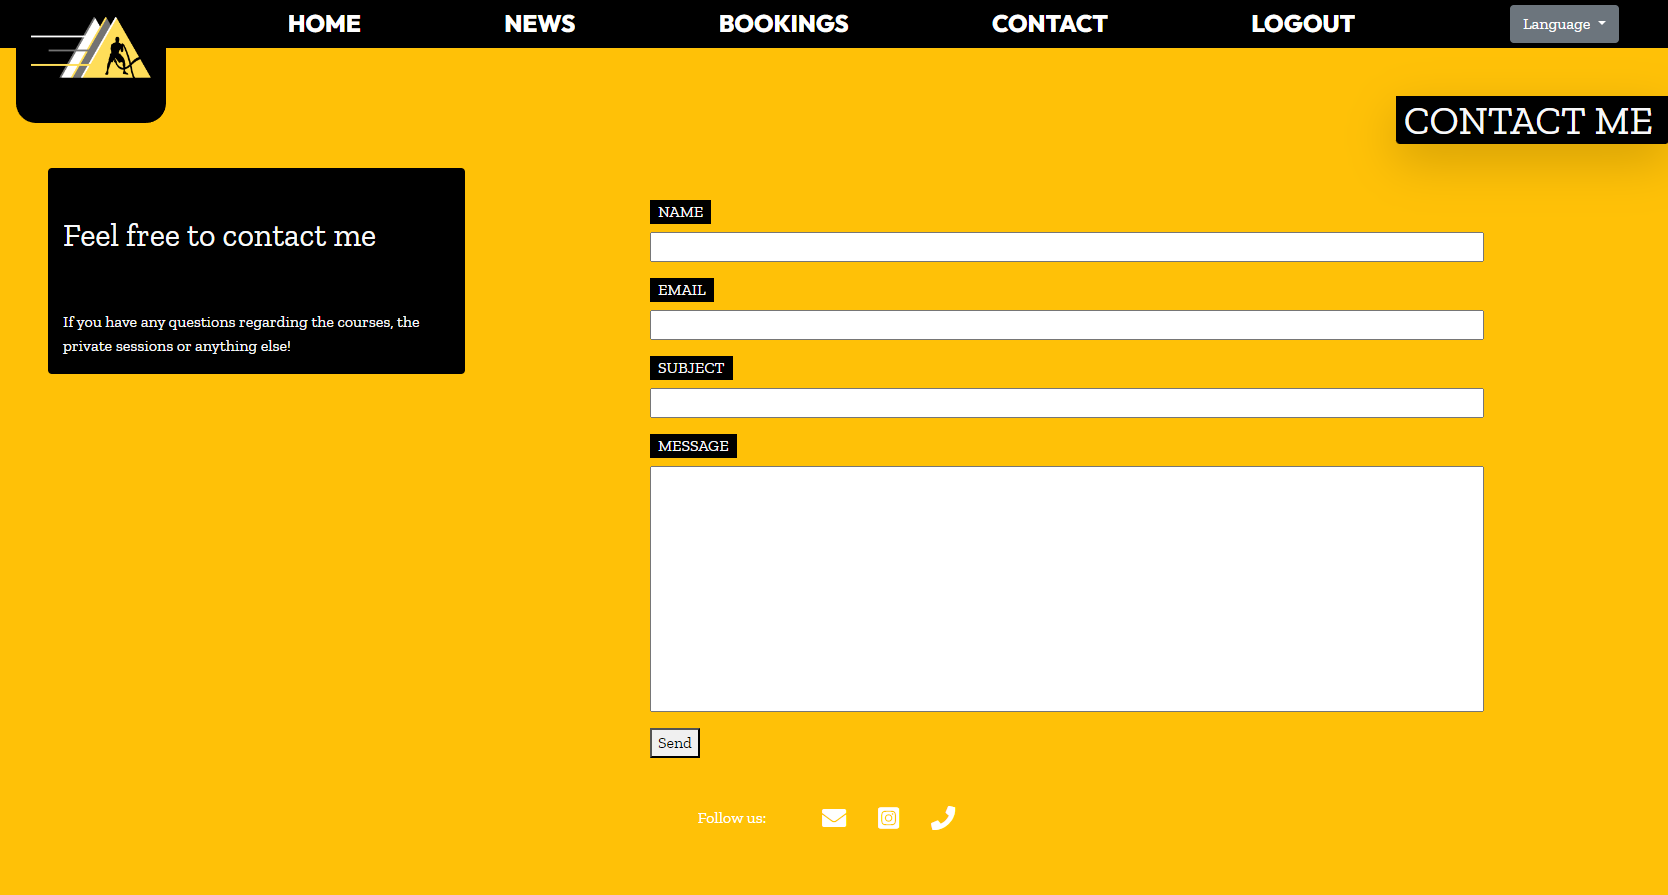 HOME NEWS BOOKINGS CONTACT LOGOUT Language
CONTACT ME
Feel free to contact me
If you have any questions regarding the courses, the
private sessions or anything else!
NAME
EMAIL
SUBJECT
MESSAGE
Send
Follow us: